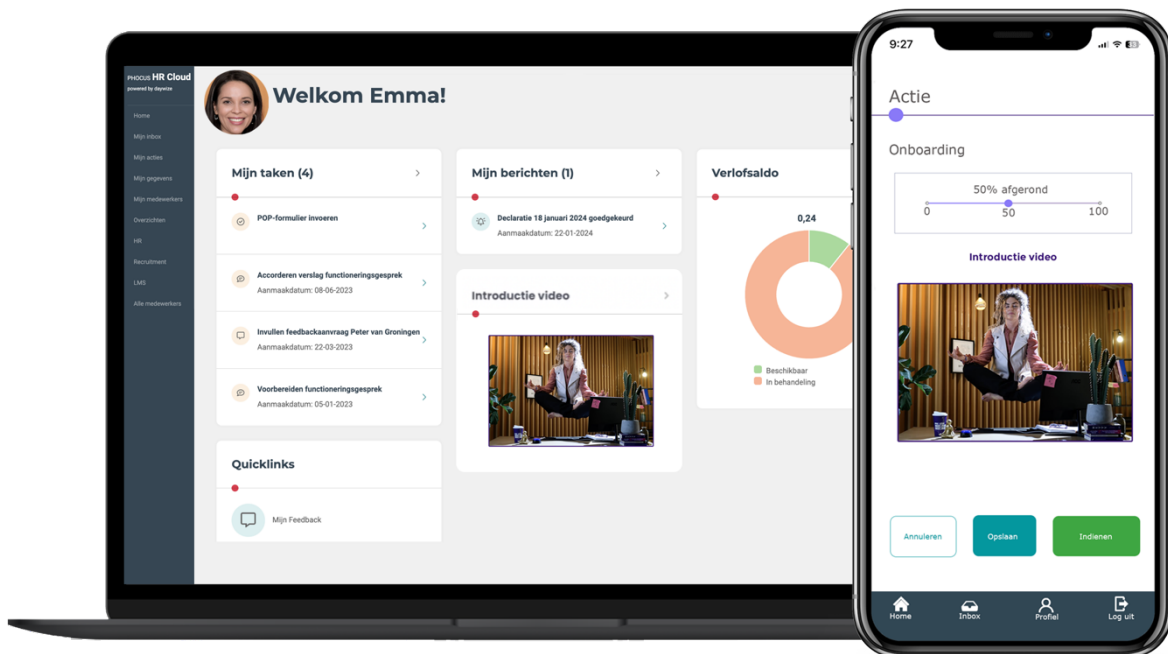 PHOCUS HR Cloud
powered by daywize
Home
Mijn inbox
Mijn acties
Mijn gegevens
Mijn medewerkers
Overzichten
HR
Recruitment
LMS
Alle medewerkers
Welkom Emma!
Mijn taken (4)
POP-formulier invoeren
Accorderen verslag functioneringsgesprek
Aanmaakdatum: 08-06-2023
Invullen feedbackaanvraag Peter van Groningen
Aanmaakdatum: 22-03-2023
Voorbereiden functioneringsgesprek
Aanmaakdatum: 05-01-2023
Quicklinks
Mijn Feedback
Mijn berichten (1)
Declaratie 18 januari 2024 goedgekeurd
Aanmaakdatum: 22-01-2024
Introductie video
Verlofsaldo
0,24
Beschikbaar
In behandeling
9:27
Actie
Onboarding
50% afgerond
0 50 100
Introductie video
Annuleren Opslaan Indienen
Home Inbox Profiel Log uit